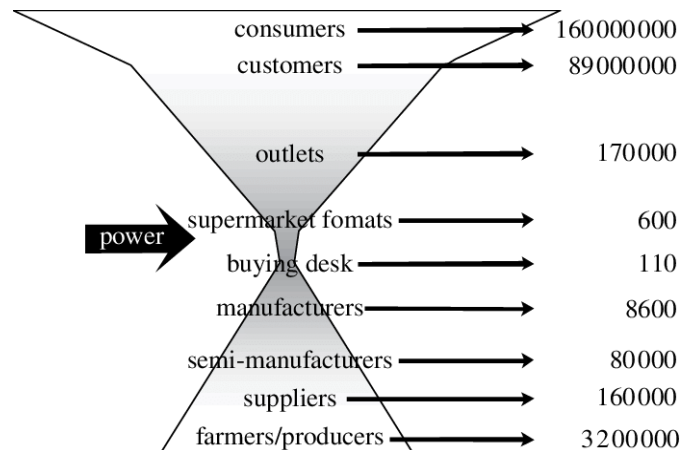 consumers 160000000
customers 89000000
outlets 170000
supermarket fomats 600
power
buying desk 110
manufacturers 8600
semi-manufacturers 80000
suppliers 160000
farmers/producers 3200000